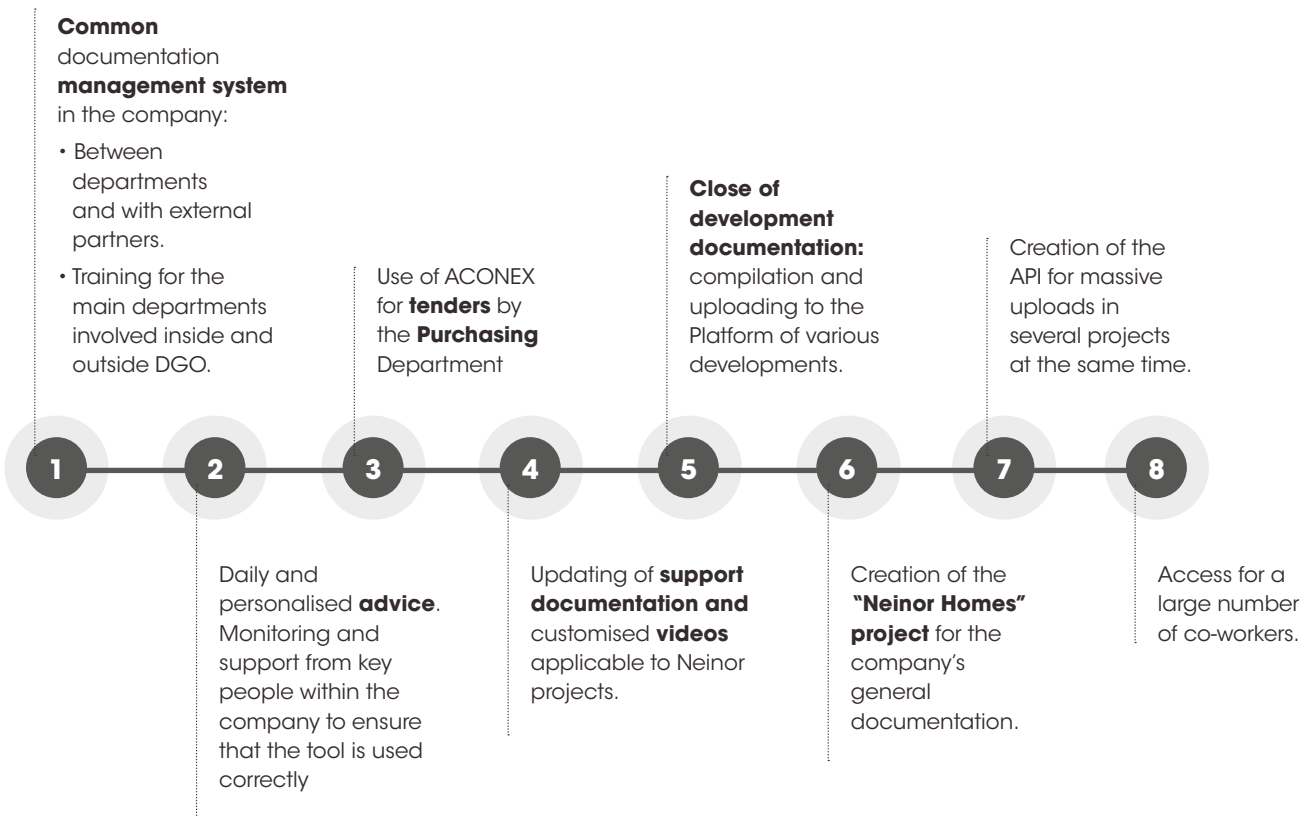 Common
documentation
management system
in the company:
• Between
departments
and with external
partners.
• Training for the
main departments
involved inside and
outside DGO.
Use of ACONEX
for tenders by
the Purchasing
Department
Close of
development
documentation:
compilation and
uploading to the
Platform of various
developments.
Creation of the
API for massive
uploads in
several projects
at the same time.
1 2 3 4 5 6 7 8
Daily and
personalised advice.
Monitoring and
support from key
people within the
company to ensure
that the tool is used
correctly
Updating of support
documentation and
customised videos
applicable to Neinor
projects.
Creation of the
"Neinor Homes"
project for the
company's
general
documentation.
Access for a
large number
of co-workers.